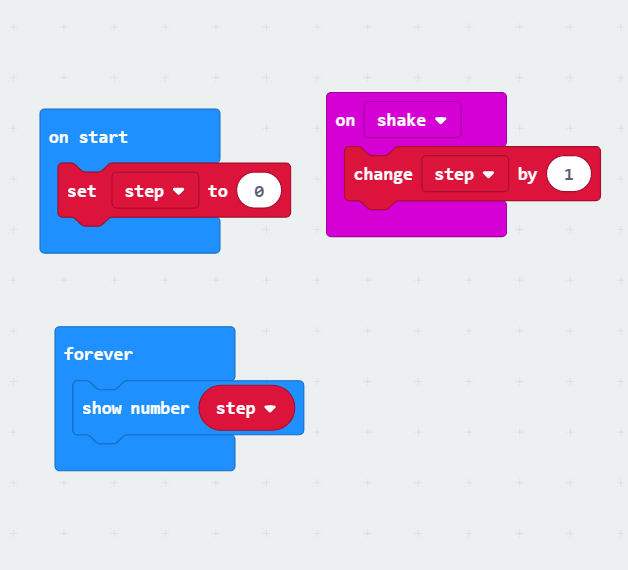 on start
set step to 0
on shake
change step by 1
forever
show number step